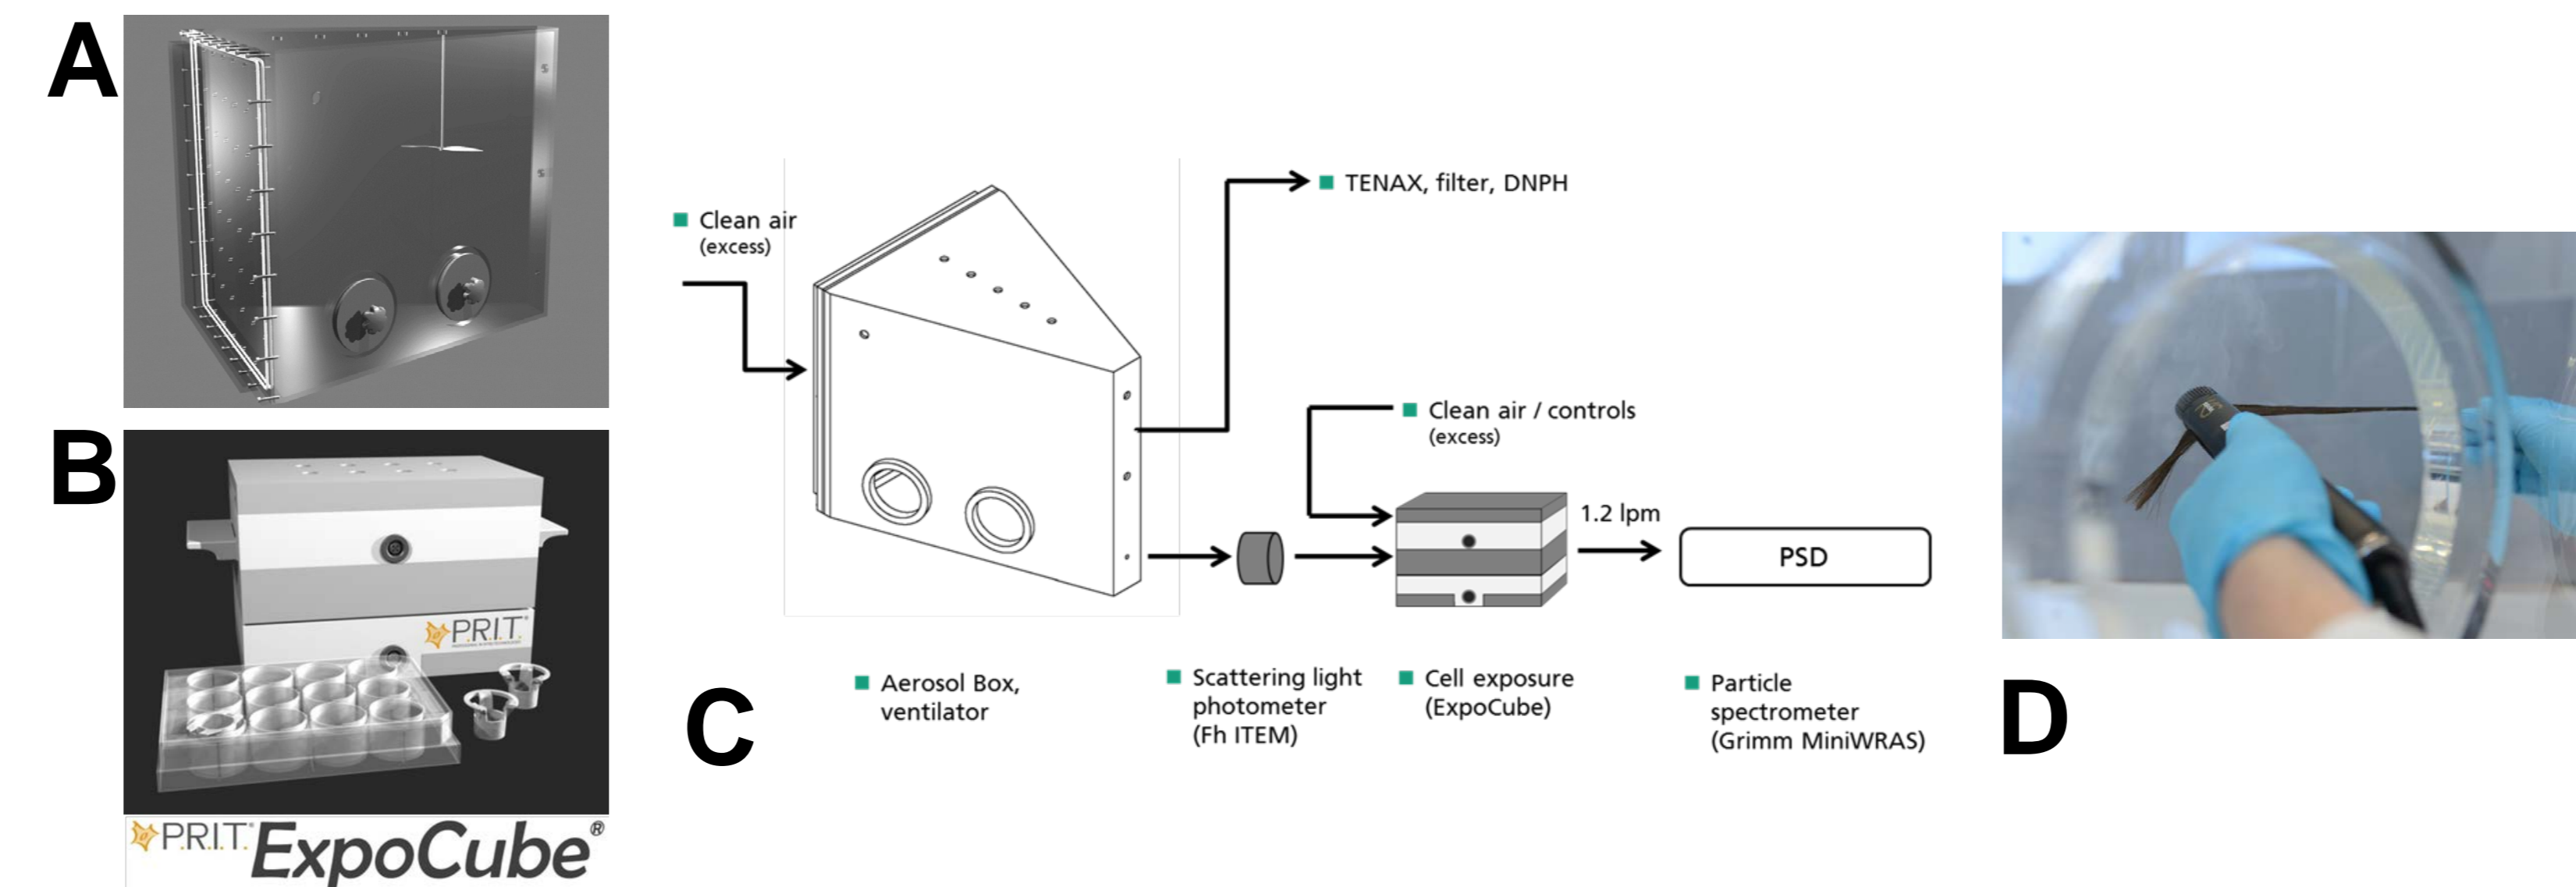 A
B
P.R.I.T.®
P.R.I.T.® ExpoCube®
Clean air
(excess)
TENAX, filter, DNPH
Clean air / controls
(excess)
1.2 lpm
PSD
Aerosol Box,
ventilator
Scattering light
photometer
(Fh ITEM)
Cell exposure
(ExpoCube)
Particle
spectrometer
(Grimm MiniWRAS)
C
D